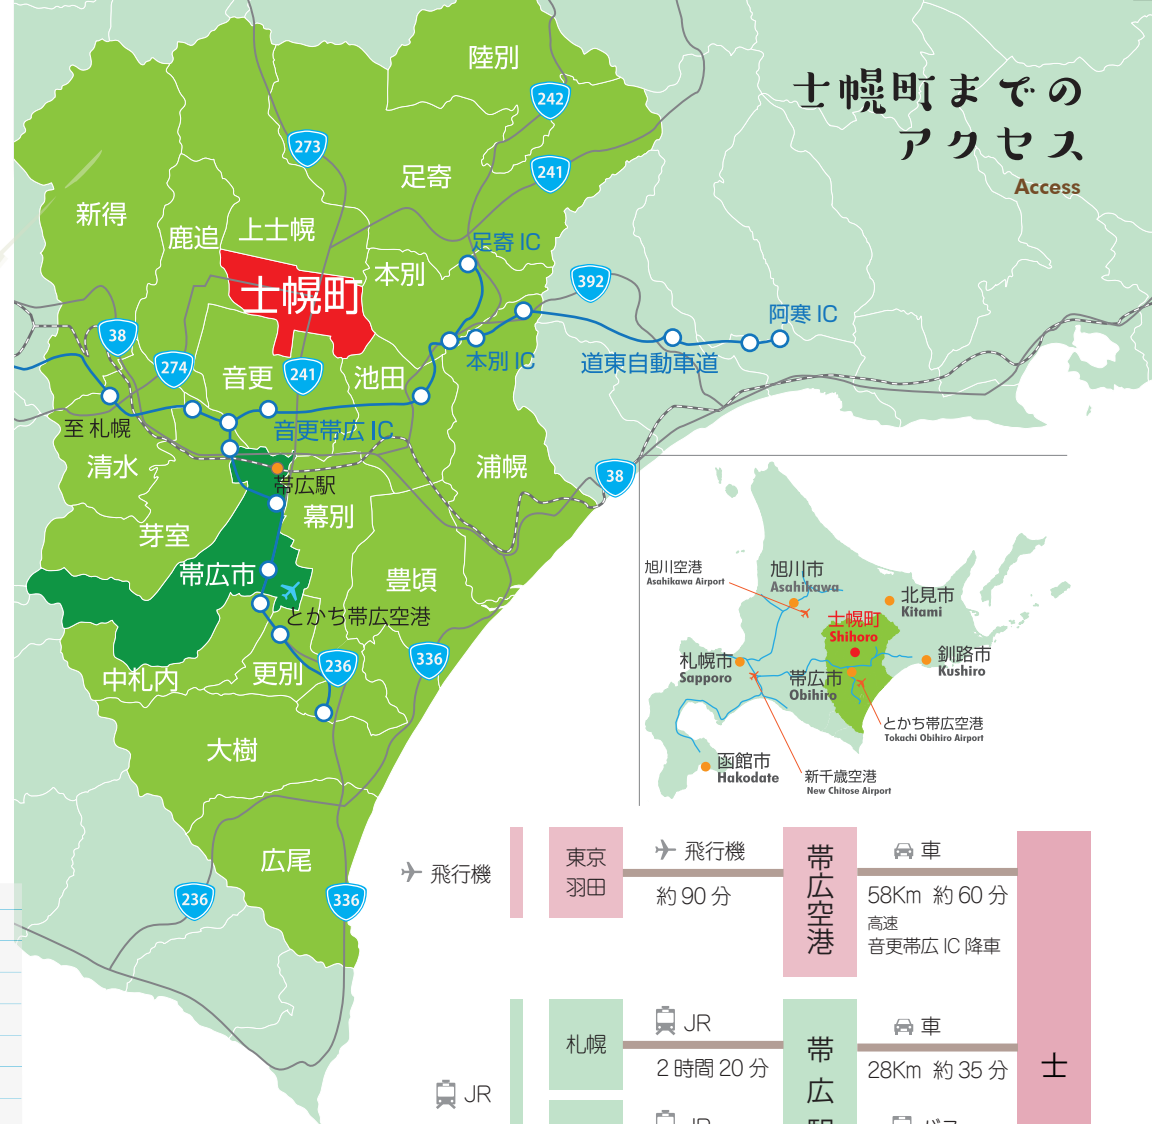 士幌町までの
アクセス
Access
陸別
242
273
241
足寄
新得
鹿追
上士幌
足寄 IC
本別
士幌町
392
阿寒 IC
38
274
音更
241
池田
本別 IC
道東自動車道
至 札幌
音更帯広 IC
清水
浦幌
38
帯広駅
幕別
芽室
帯広市
豊頃
とかち帯広空港
中札内
更別
236
336
大樹
広尾
236
336
旭川空港
Asahikawa Airport
旭川市
Asahikawa
北見市
Kitami
士幌町
Shihoro
札幌市
Sapporo
帯広市
Obihiro
釧路市
Kushiro
とかち帯広空港
Tokachi Obihiro Airport
函館市
Hakodate
新千歳空港
New Chitose Airport
飛行機
東京
羽田
飛行機
約 90 分
帯広空港
車
58Km 約 60 分
高速
音更帯広 IC 降車
JR
札幌
JR
2 時間 20 分
帯広
車
28Km 約 35 分
士